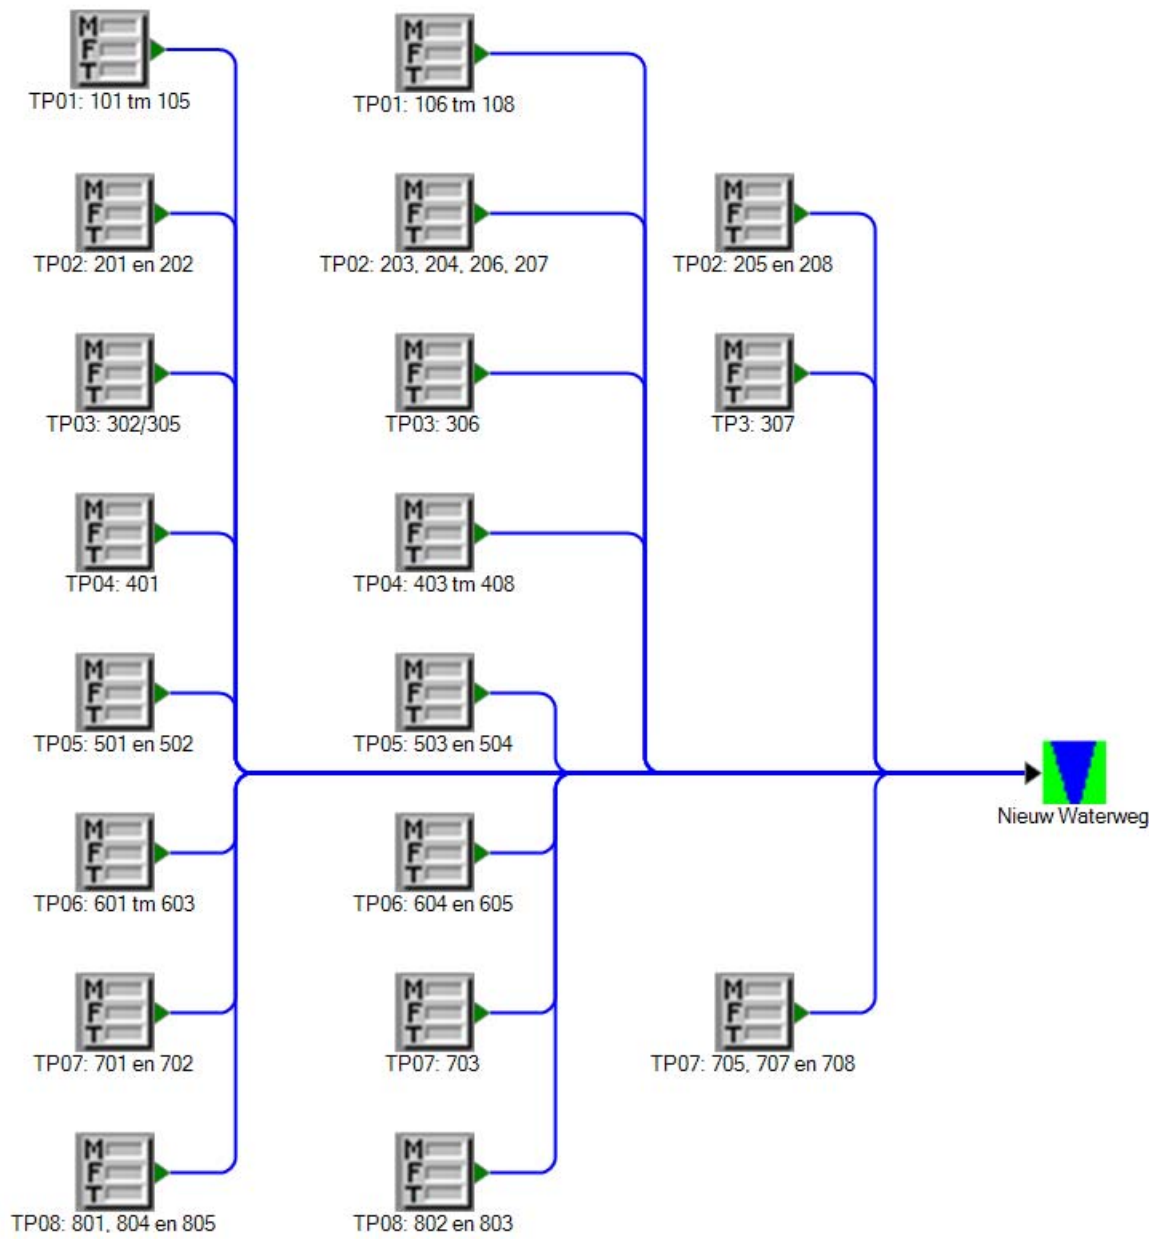 M
F
T
TP01: 101 tm 105
M
F
T
TP01: 106 tm 108
M
F
T
TP02: 201 en 202
M
F
T
TP02: 203, 204, 206, 207
M
F
T
TP02: 205 en 208
M
F
T
TP03: 302/305
M
F
T
TP03: 306
M
F
T
TP3: 307
M
F
T
TP04: 401
M
F
T
TP04: 403 tm 408
M
F
T
TP05: 501 en 502
M
F
T
TP05: 503 en 504
Nieuw Waterweg
M
F
T
TP06: 601 tm 603
M
F
T
TP06: 604 en 605
M
F
T
TP07: 701 en 702
M
F
T
TP07: 703
M
F
T
TP07: 705, 707 en 708
M
F
T
TP08: 801, 804 en 805
M
F
T
TP08: 802 en 803